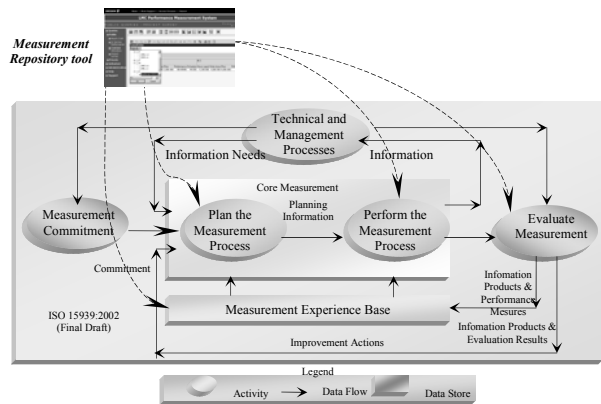 Measurement
Repository tool
LMC Performance Measurement System
Technical and
Management
Processes
Information Needs
Information
Core Measurement
Measurement
Commitment
Plan the
Measurement
Process
Planning
Information
Perform the
Measurement
Process
Evaluate
Measurement
Commitment
Infomation
Products &
Performance
Mesures
ISO 15939:2002
(Final Draft)
Measurement Experience Base
Infomation Products &
Evaluation Results
Improvement Actions
Legend
Activity
Data Flow
Data Store